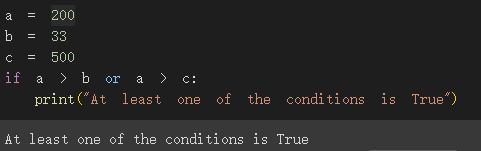 a = 200
b = 33
c = 500
if a > b or a > c:
    print("At least one of the conditions is True")
At least one of the conditions is True